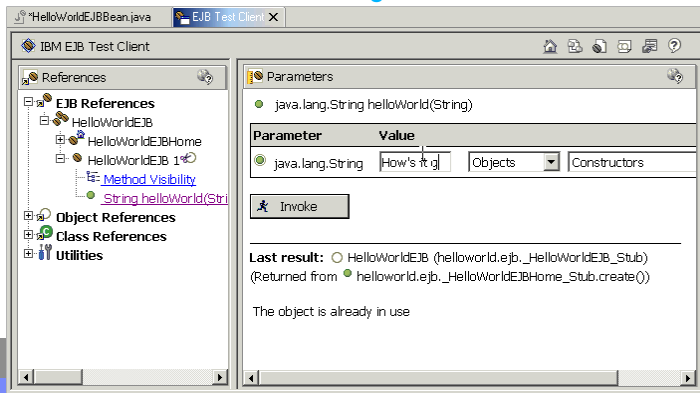 *HelloWorldEJBBean.java
EJB Test Client
IBM EJB Test Client
References
EJB References
HelloWorldEJB
HelloWorldEJBHome
HelloWorldEJB 1
Method Visibility
String helloWorld(Stri
Object References
Class References
Utilities
Parameters
java.lang.String helloWorld(String)
Parameter Value
java.lang.String How's it g Objects Constructors
Invoke
Last result: HelloWorldEJB (helloworld.ejb._HelloWorldEJB_Stub)
(Returned from helloworld.ejb._HelloWorldEJBHome_Stub.create())
The object is already in use